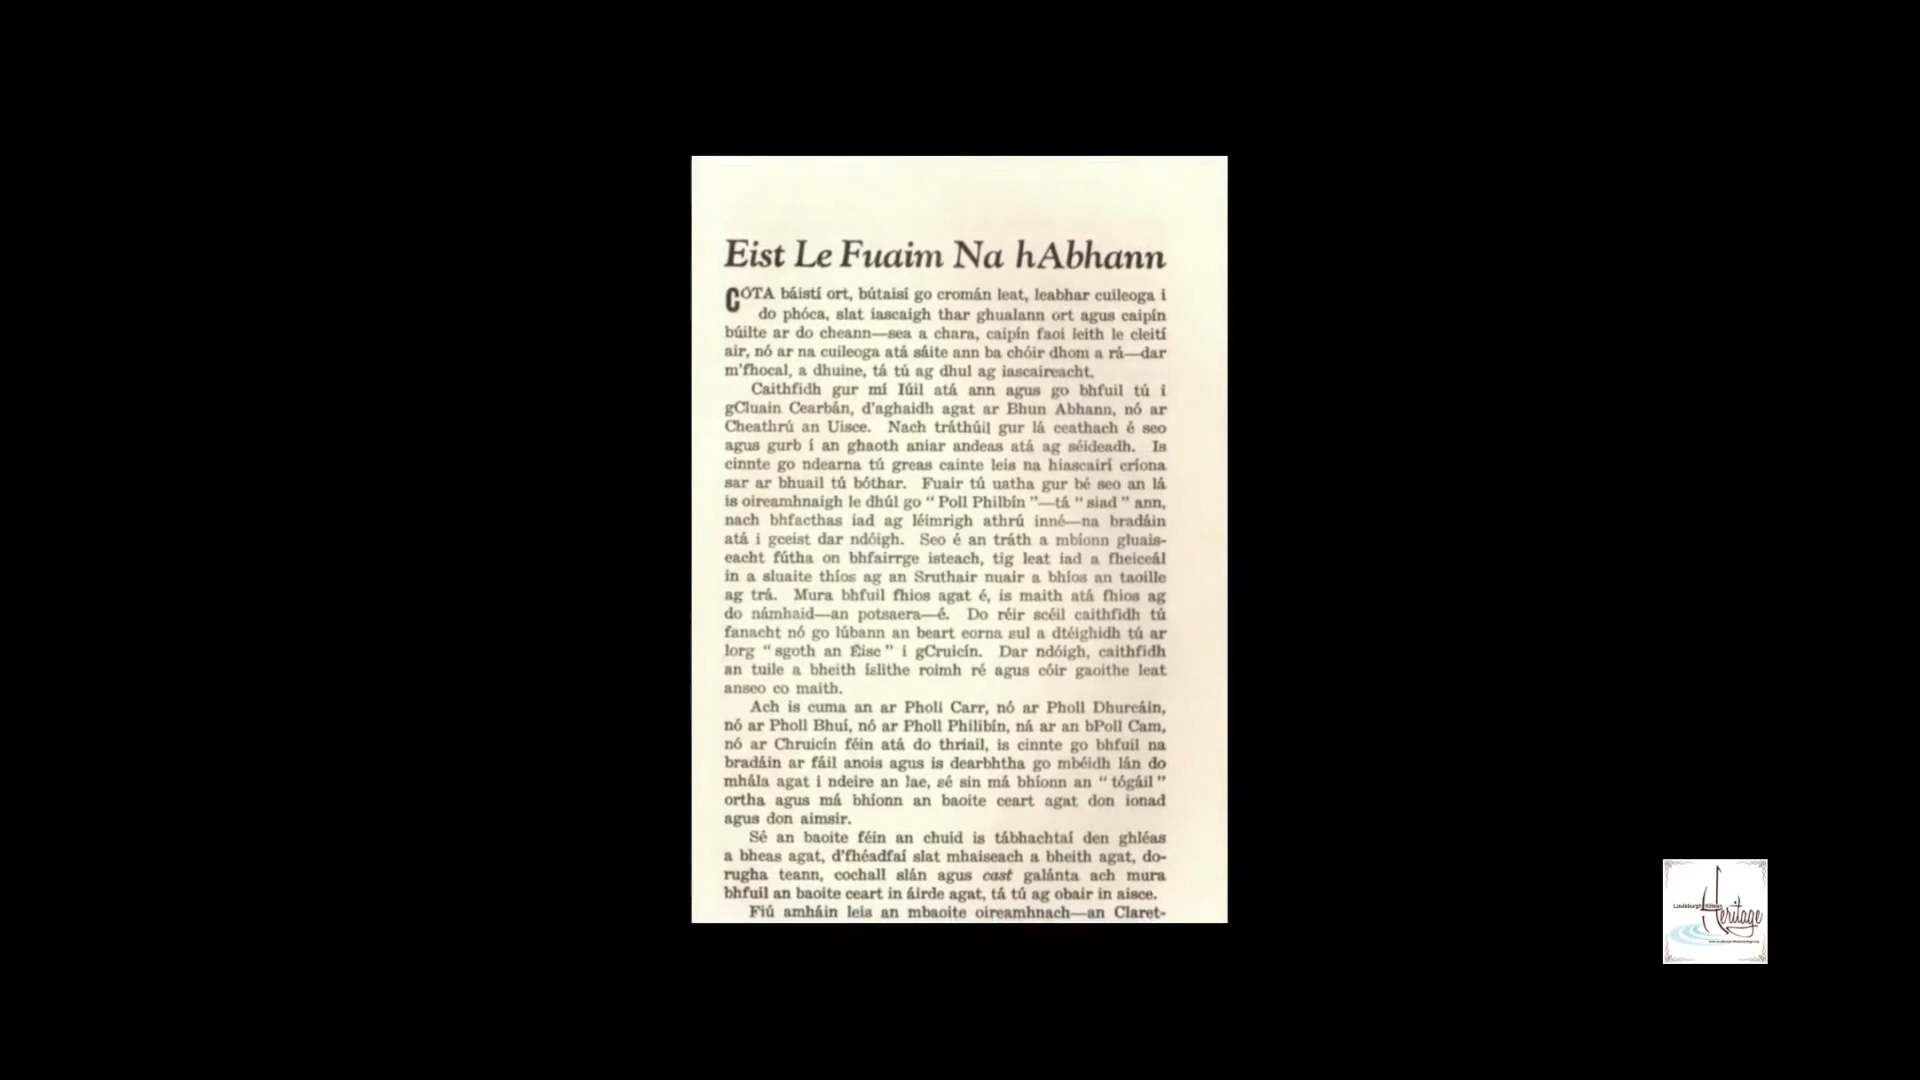 Eist Le Fuaim Na hAbhann
CÓTA báistí ort, bútaisí go cromán leat, leabhar cuileoga i
do phóca, slat iascaigh thar ghualann ort agus caipín
búilte ar do cheann—sea a chara, caipín faoi leith le cleití
air, nó ar na cuileoga atá sáite ann ba chóir dhom a rá—dar
m'fhocal, a dhuine, tá tú ag dhul ag iascaireacht.
Caithfidh gur mí Iúil atá ann agus go bhfuil tú i
gCluain Cearbán, d'aghaidh agat ar Bhun Abhann, nó ar
Cheathrú an Uisce. Nach tráthúil gur lá ceathach é seo
agus gurb í an ghaoth aniar andeas atá ag séideadh. Is
cinnte go ndearna tú greas cainte leis na hiascairí críona
sar ar bhuail tú bóthar. Fuair tú uatha gur bé seo an lá
is oireamhnaigh le dhúl go “ Poll Philbín ”—tá “ siad ” ann,
nach bhfacthas iad ag léimrigh athrú inné—na bradáin
atá i gceist dar ndóigh. Seo é an tráth a mbíonn gluais-
eacht fútha on bhfairrge isteach, tig leat iad a fheiceál
in a sluaite thíos ag an Sruthair nuair a bhíos an taoille
ag trá. Mura bhfuil fhios agat é, is maith atá fhios ag
do námhaid—an potsaera—é. Do réir scéil caithfidh tú
fanacht nó go lúbann an beart eorna sul a dtéighidh tú ar
lorg “ sgoth an Éisc ” i gCruicín. Dar ndóigh, caithfidh
an tuile a bheith íslithe roimh ré agus cóir gaoithe leat
anseo co maith.
Ach is cuma an ar Pholl Carr, nó ar Pholl Dhurcáin,
nó ar Pholl Bhuí, nó ar Pholl Philibín, ná ar an bPoll Cam,
nó ar Chruicín féin atá do thriail, is cinnte go bhfuil na
bradáin ar fáil anois agus is dearbhtha go mbéidh lán do
mhála agat i ndeire an lae, sé sin má bhíonn an “ tógáil ”
ortha agus má bhíonn an baoite ceart agat don ionad
agus don aimsir.
Sé an baoite féin an chuid is tábhachtaí den ghléas
a bheas agat, d'fhéadfaí slat mhaiseach a bheith agat, do-
rugha teann, cochall slán agus cast galánta ach mura
bhfuil an baoite ceart in áirde agat, tá tú ag obair in aisce.
Fiú amháin leis an mbaoite oireamhnach—an Claret-
Louisburgh Killeen
Heritage